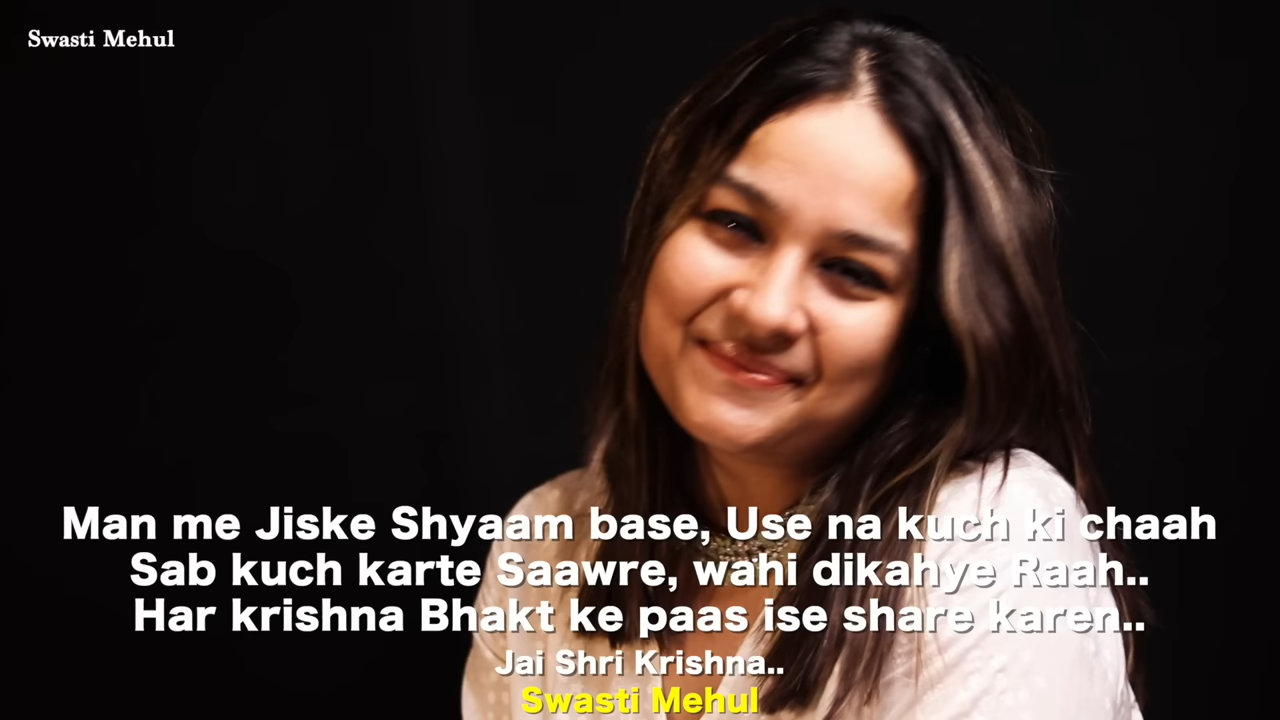 Swasti Mehul
Man me Jiske Shyaam base, Use na kuch ki chaah
Sab kuch karte Saawre, wahi dikahye Raah..
Har krishna Bhakt ke paas ise share karen..
Jai Shri Krishna..
Swasti Mehul